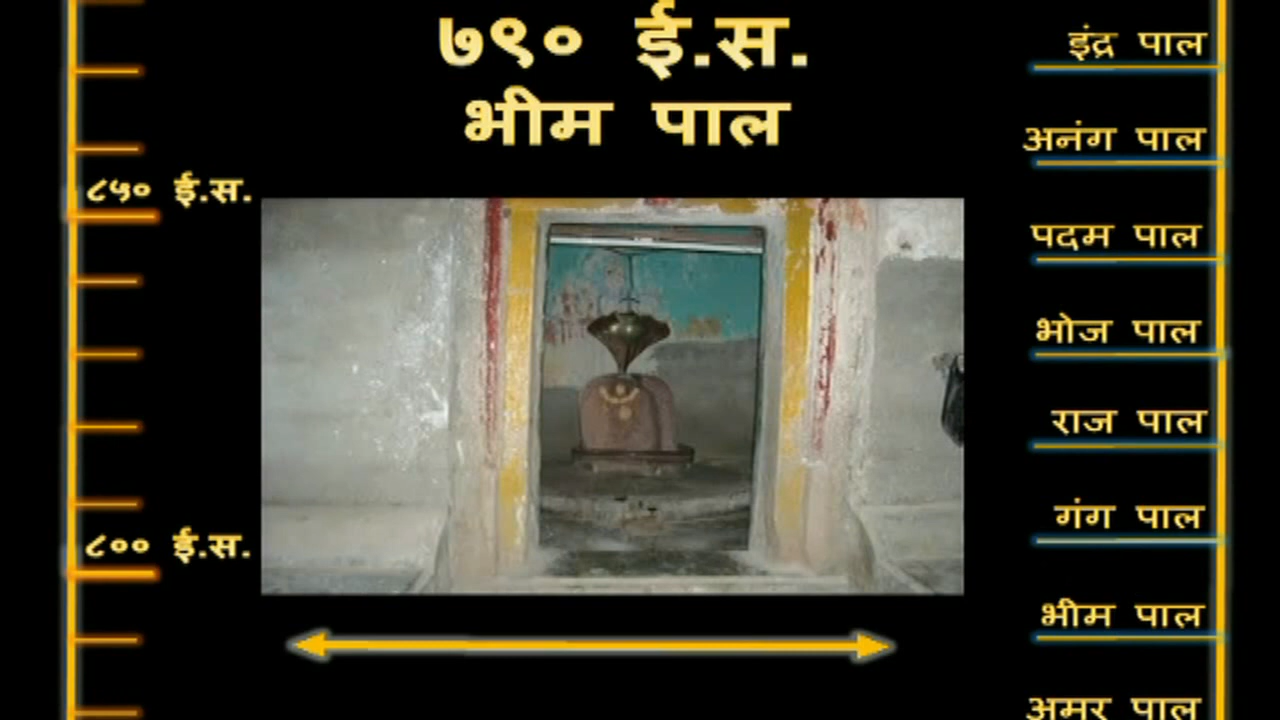 ७९० ई.स.
भीम पाल
८५० ई.स.
८०० ई.स.
इंद्र पाल
अनंग पाल
पदम पाल
भोज पाल
राज पाल
गंग पाल
भीम पाल
अमर पाल